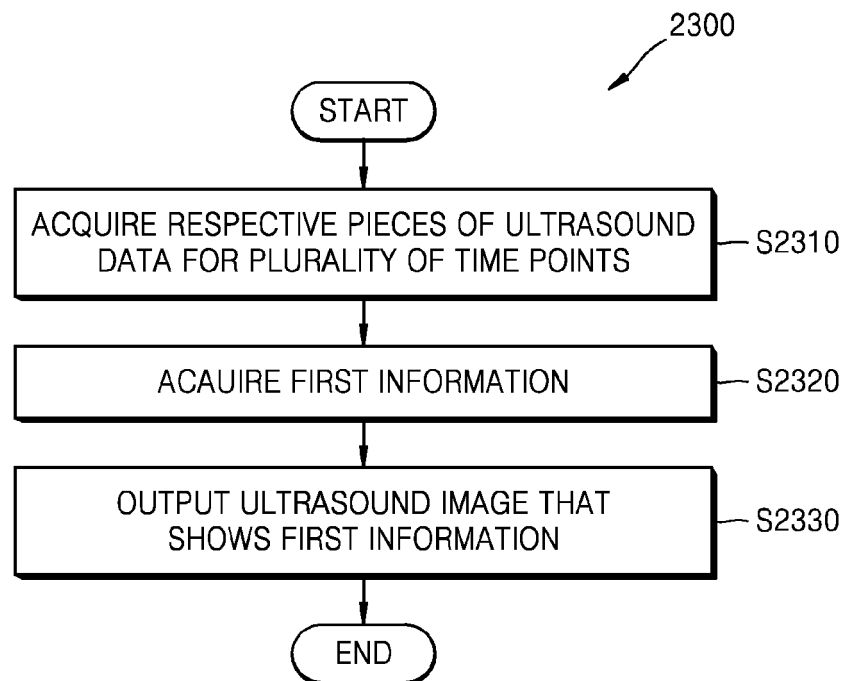 2300
START
ACQUIRE RESPECTIVE PIECES OF ULTRASOUND
DATA FOR PLURALITY OF TIME POINTS
S2310
ACAUIRE FIRST INFORMATION
S2320
OUTPUT ULTRASOUND IMAGE THAT
SHOWS FIRST INFORMATION
S2330
END